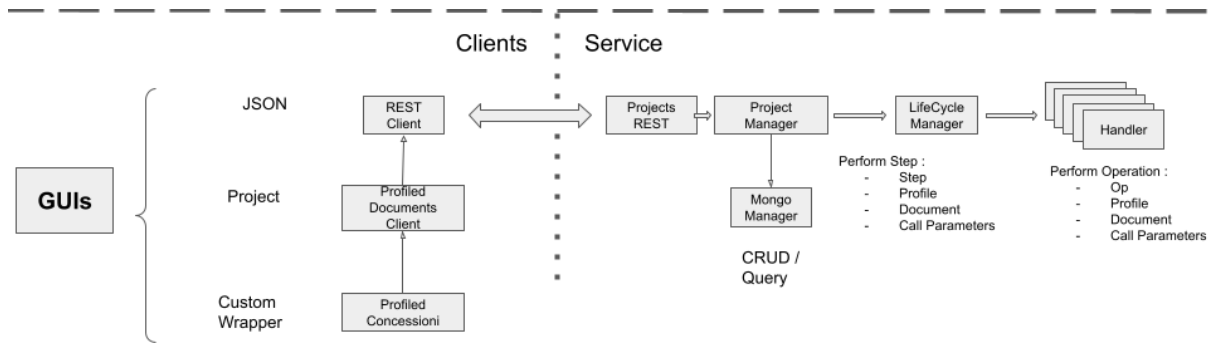 Clients
Service
GUIs
JSON
REST
Client
Project
Profiled
Documents
Client
Custom
Wrapper
Profiled
Concessioni
Projects
REST
Project
Manager
LifeCycle
Manager
Handler
Mongo
Manager
CRUD /
Query
Perform Step :
- Step
- Profile
- Document
- Call Parameters
Perform Operation :
- Op
- Profile
- Document
- Call Parameters